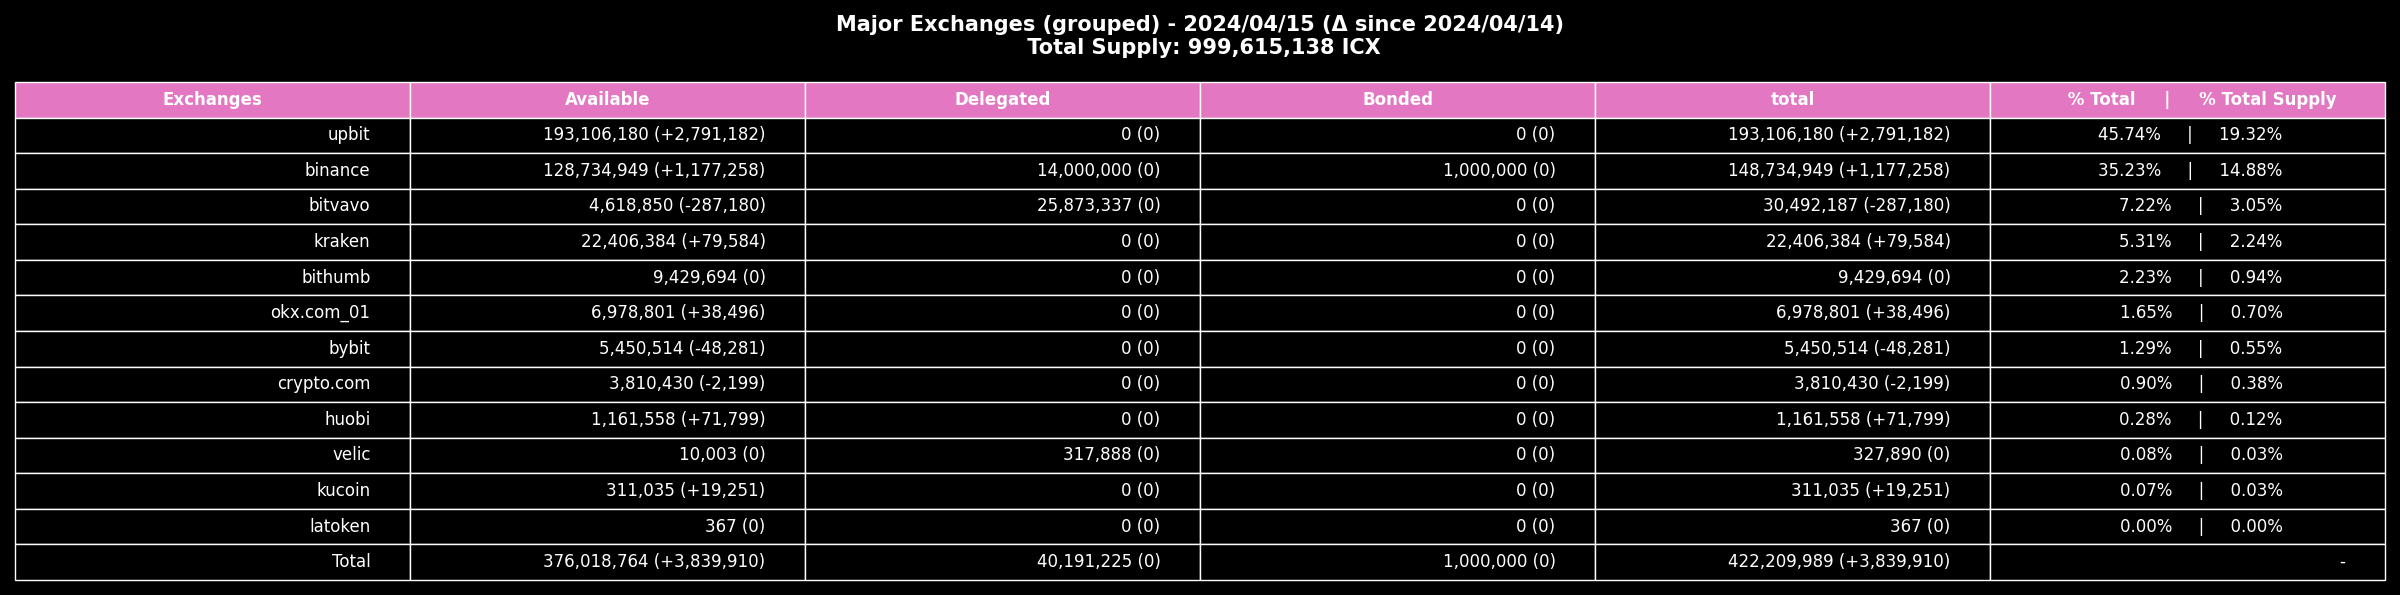 Major Exchanges (grouped) - 2024/04/15 (Δ since 2024/04/14)
Total Supply: 999,615,138 ICX
Exchanges Available Delegated Bonded total % Total | % Total Supply
upbit 193,106,180 (+2,791,182) 0 (0) 0 (0) 193,106,180 (+2,791,182) 45.74% | 19.32%
binance 128,734,949 (+1,177,258) 14,000,000 (0) 1,000,000 (0) 148,734,949 (+1,177,258) 35.23% | 14.88%
bitvavo 4,618,850 (-287,180) 25,873,337 (0) 0 (0) 30,492,187 (-287,180) 7.22% | 3.05%
kraken 22,406,384 (+79,584) 0 (0) 0 (0) 22,406,384 (+79,584) 5.31% | 2.24%
bithumb 9,429,694 (0) 0 (0) 0 (0) 9,429,694 (0) 2.23% | 0.94%
okx.com_01 6,978,801 (+38,496) 0 (0) 0 (0) 6,978,801 (+38,496) 1.65% | 0.70%
bybit 5,450,514 (-48,281) 0 (0) 0 (0) 5,450,514 (-48,281) 1.29% | 0.55%
crypto.com 3,810,430 (-2,199) 0 (0) 0 (0) 3,810,430 (-2,199) 0.90% | 0.38%
huobi 1,161,558 (+71,799) 0 (0) 0 (0) 1,161,558 (+71,799) 0.28% | 0.12%
velic 10,003 (0) 317,888 (0) 0 (0) 327,890 (0) 0.08% | 0.03%
kucoin 311,035 (+19,251) 0 (0) 0 (0) 311,035 (+19,251) 0.07% | 0.03%
latoken 367 (0) 0 (0) 0 (0) 367 (0) 0.00% | 0.00%
Total 376,018,764 (+3,839,910) 40,191,225 (0) 1,000,000 (0) 422,209,989 (+3,839,910) -